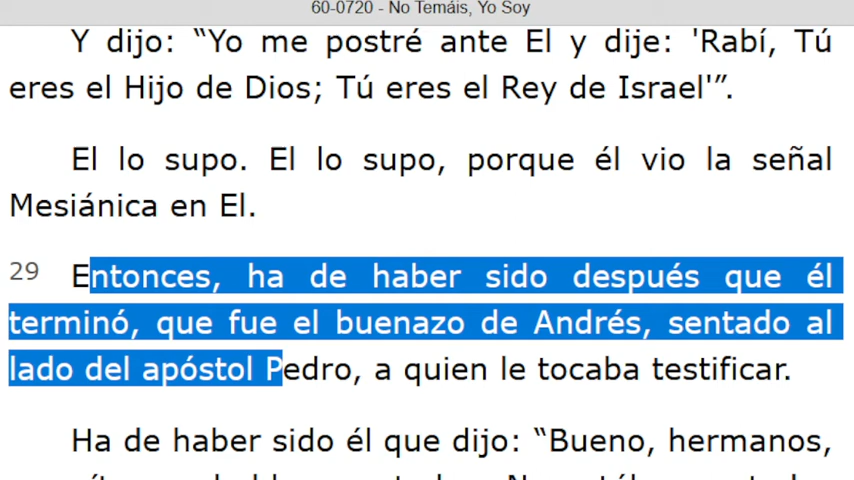 60-0720 - No Temáis, Yo Soy
Y dijo: “Yo me postré ante El y dije: 'Rabí, Tú
eres el Hijo de Dios; Tú eres el Rey de Israel'”.
El lo supo. El lo supo, porque él vio la señal
Mesiánica en El.
29 Entonces, ha de haber sido después que él
terminó, que fue el buenazo de Andrés, sentado al
lado del apóstol Pedro, a quien le tocaba testificar.
Ha de haber sido él que dijo: “Bueno, hermanos,